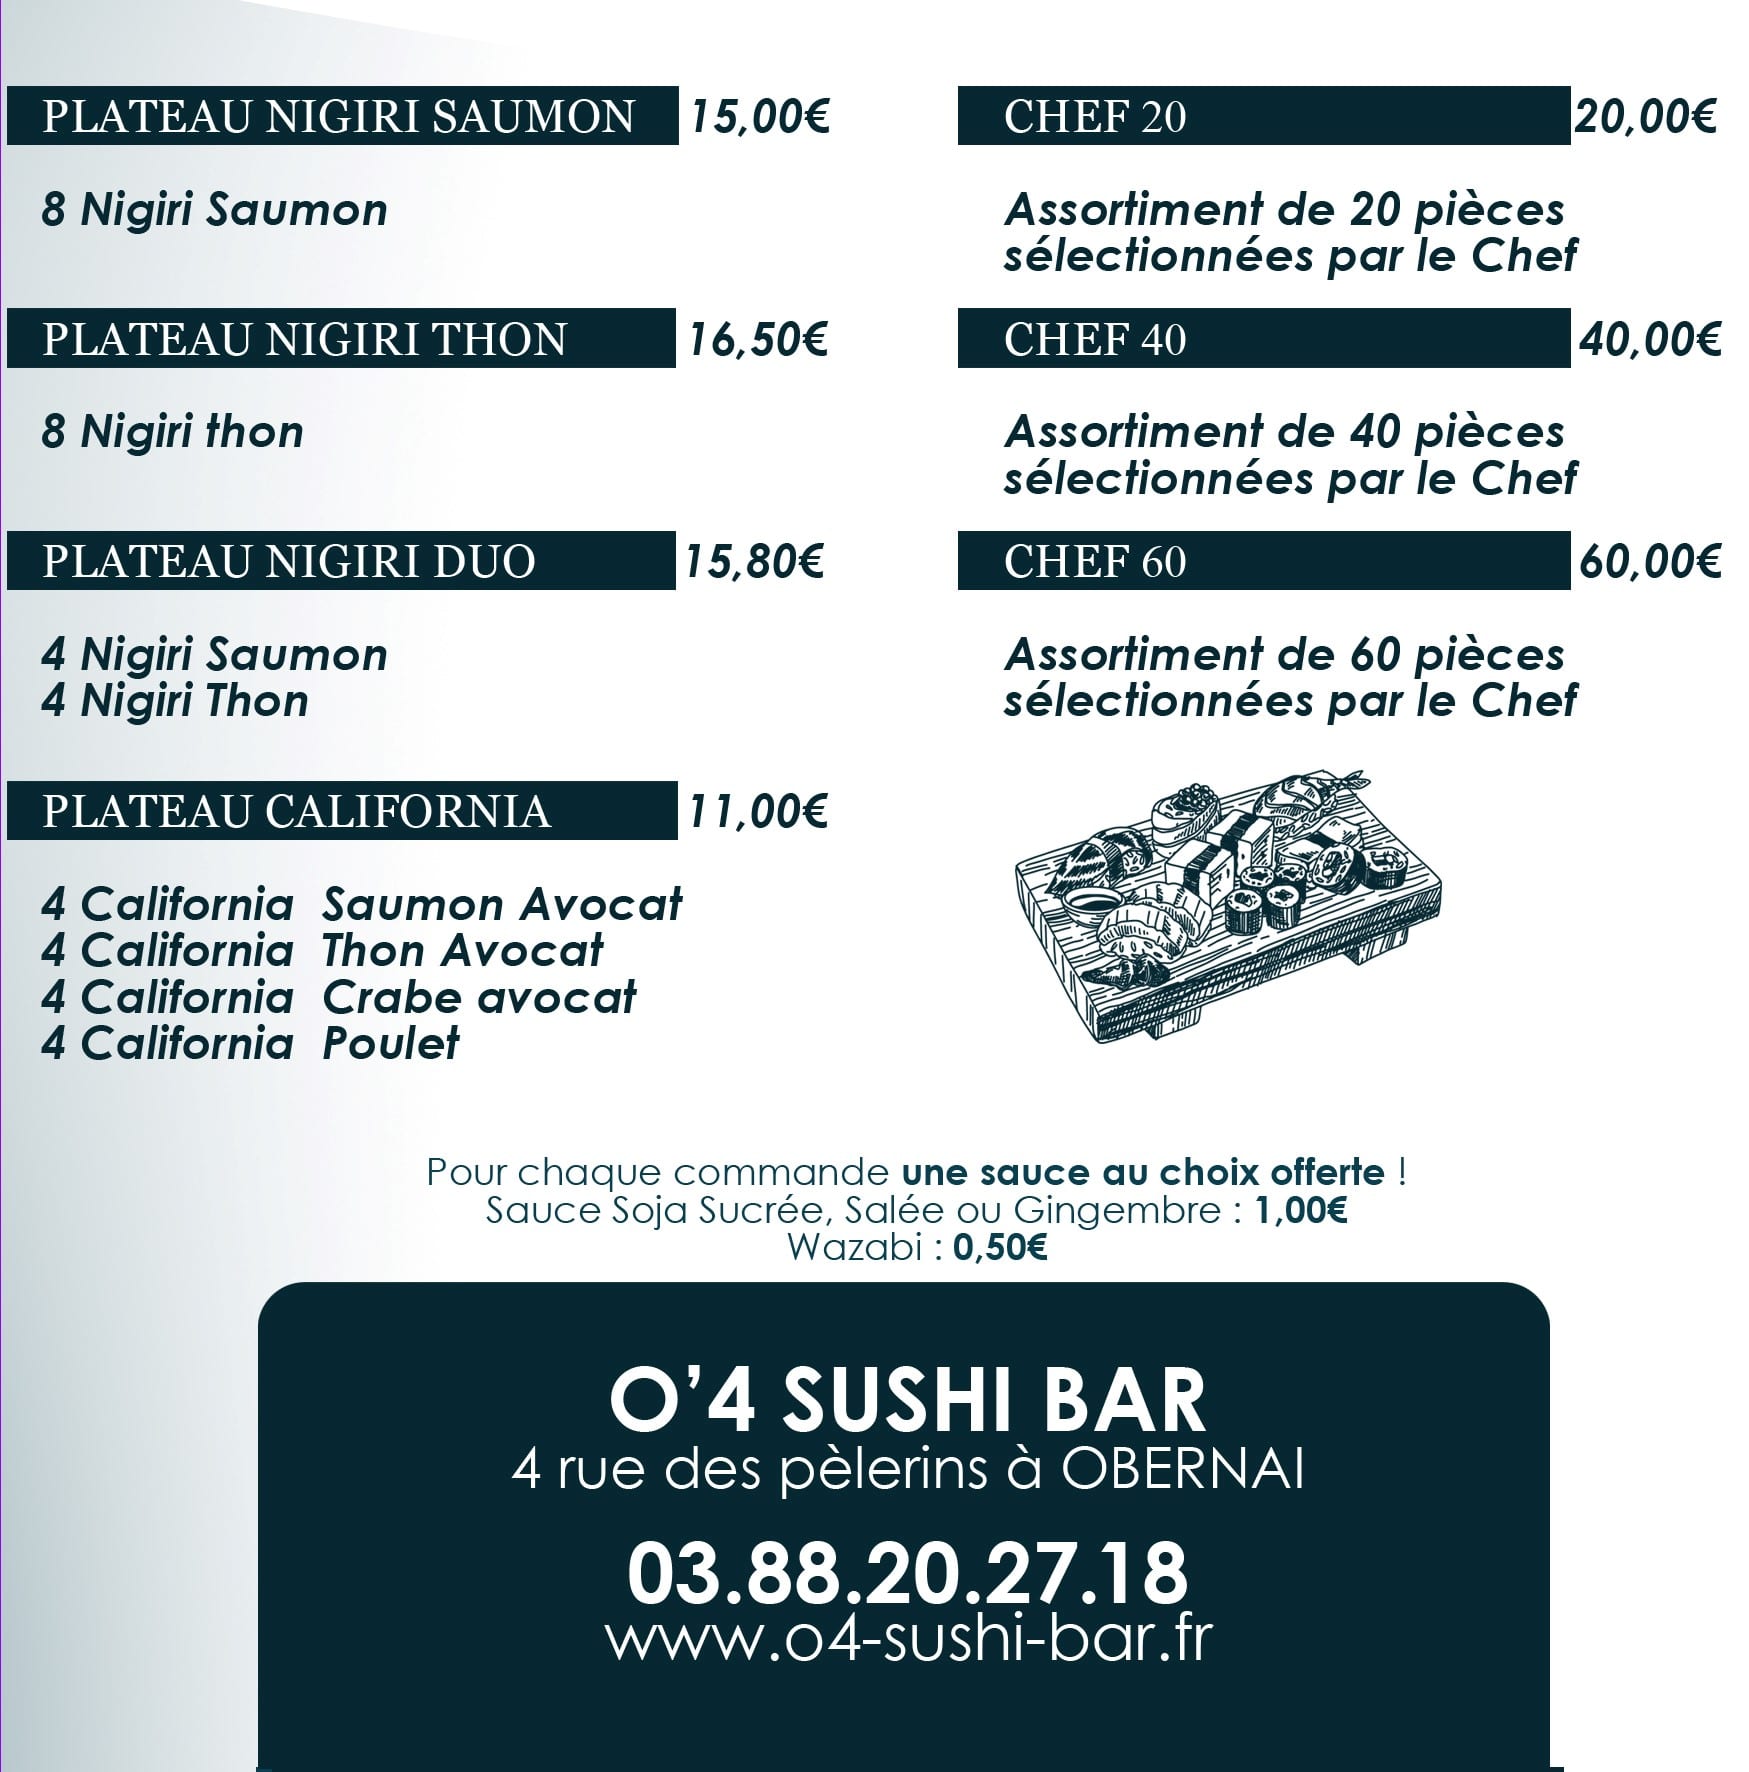 PLATEAU NIGIRI SAUMON 15,00€
8 Nigiri Saumon
PLATEAU NIGIRI THON 16,50€
8 Nigiri thon
PLATEAU NIGIRI DUO 15,80€
4 Nigiri Saumon
4 Nigiri Thon
PLATEAU CALIFORNIA 11,00€
4 California Saumon Avocat
4 California Thon Avocat
4 California Crabe avocat
4 California Poulet
CHEF 20 20,00€
Assortiment de 20 pièces
sélectionnées par le Chef
CHEF 40 40,00€
Assortiment de 40 pièces
sélectionnées par le Chef
CHEF 60 60,00€
Assortiment de 60 pièces
sélectionnées par le Chef
Pour chaque commande une sauce au choix offerte !
Sauce Soja Sucrée, Salée ou Gingembre : 1,00€
Wazabi : 0,50€
O’4 SUSHI BAR
4 rue des pèlerins à OBERNAI
03.88.20.27.18
www.o4-sushi-bar.fr